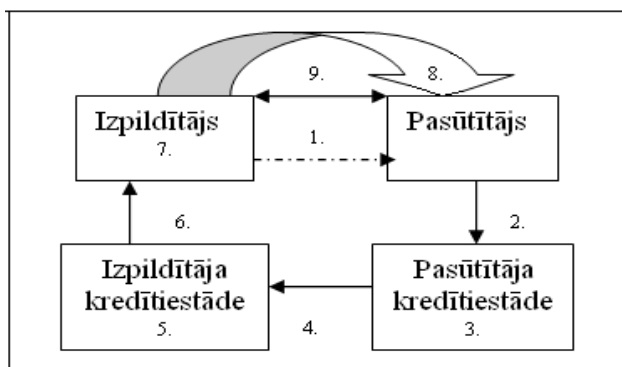 9.
8.
Izpildītājs
7.
1.
Pasūtītājs
6.
2.
Izpildītāja
kredītiestāde
5.
4.
Pasūtītāja
kredītiestāde
3.